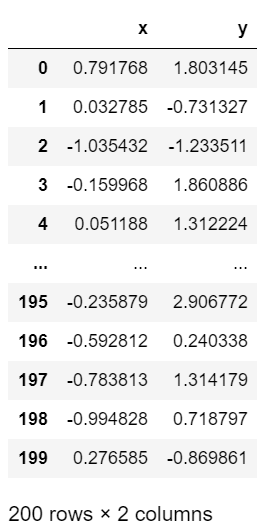 x y
0 0.791768 1.803145
1 0.032785 -0.731327
2 -1.035432 -1.233511
3 -0.159968 1.860886
4 0.051188 1.312224
... ... ...
195 -0.235879 2.906772
196 -0.592812 0.240338
197 -0.783813 1.314179
198 -0.994828 0.718797
199 0.276585 -0.869861
200 rows × 2 columns